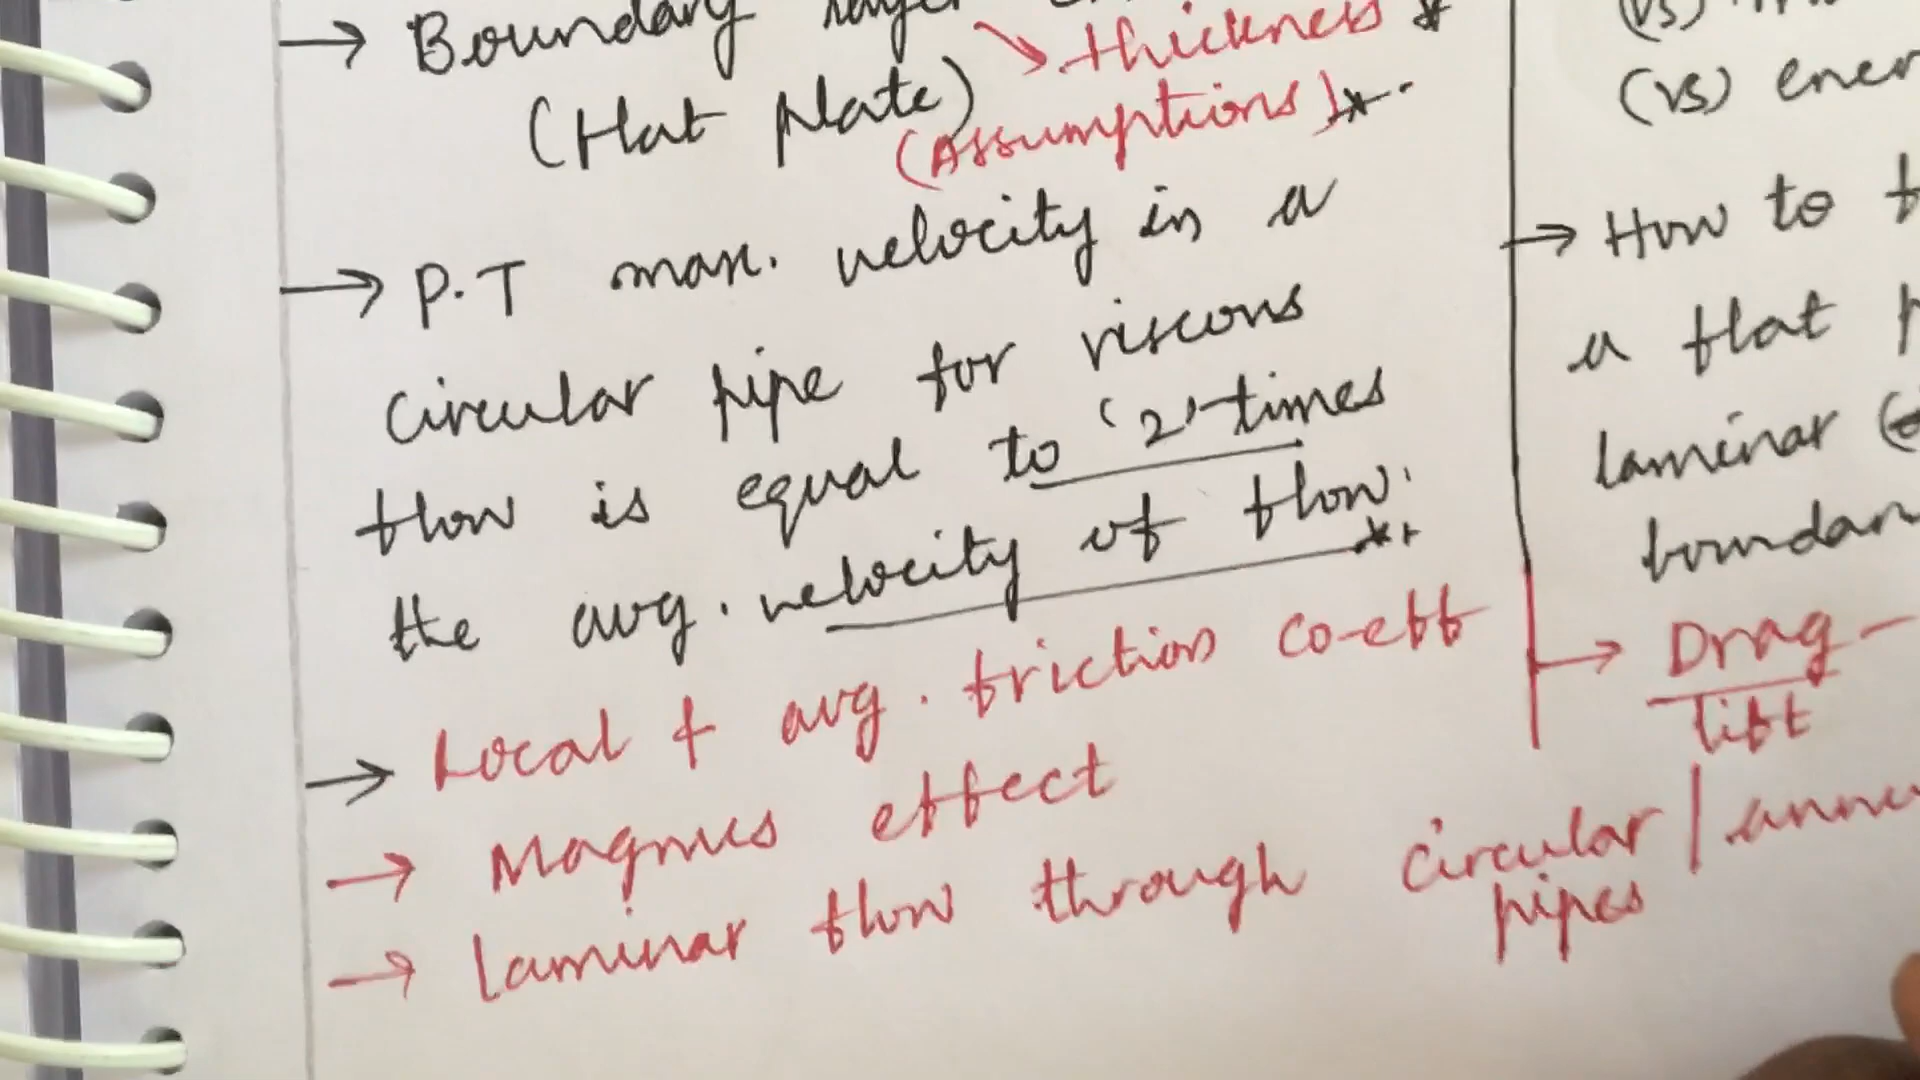 → Boundary layer
↘ thickness *
(flat plate)
(Assumptions) *
→ P.T max. velocity in a
circular pipe for viscous
flow is equal to '2' times
the avg. velocity of flow. *
→ Local & avg. friction co-eff
→ Magnus effect
→ Laminar flow through circular /
pipes
(vs)
(vs)
→ How to
a flat
laminar
→ Drag -
lift